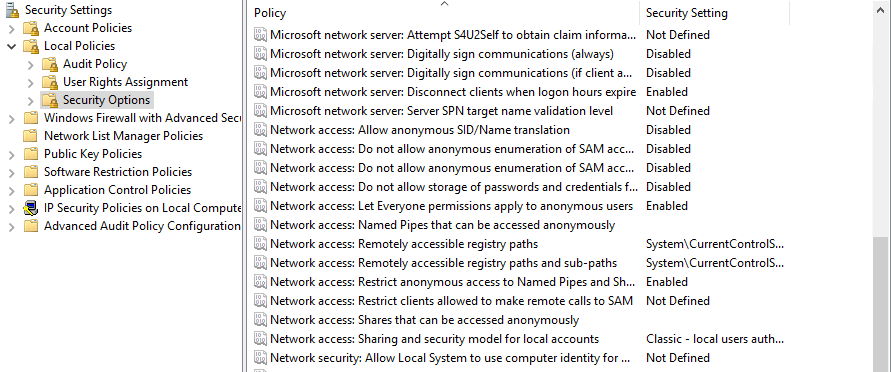 Security Settings
Account Policies
Local Policies
Audit Policy
User Rights Assignment
Security Options
Windows Firewall with Advanced Secu
Network List Manager Policies
Public Key Policies
Software Restriction Policies
Application Control Policies
IP Security Policies on Local Compute
Advanced Audit Policy Configuration
Policy Security Setting
Microsoft network server: Attempt S4U2Self to obtain claim informa... Not Defined
Microsoft network server: Digitally sign communications (always) Disabled
Microsoft network server: Digitally sign communications (if client a... Disabled
Microsoft network server: Disconnect clients when logon hours expire Enabled
Microsoft network server: Server SPN target name validation level Not Defined
Network access: Allow anonymous SID/Name translation Disabled
Network access: Do not allow anonymous enumeration of SAM acc... Disabled
Network access: Do not allow anonymous enumeration of SAM acc... Disabled
Network access: Do not allow storage of passwords and credentials f... Disabled
Network access: Let Everyone permissions apply to anonymous users Enabled
Network access: Named Pipes that can be accessed anonymously
Network access: Remotely accessible registry paths System\CurrentControlS...
Network access: Remotely accessible registry paths and sub-paths System\CurrentControlS...
Network access: Restrict anonymous access to Named Pipes and Sh... Enabled
Network access: Restrict clients allowed to make remote calls to SAM Not Defined
Network access: Shares that can be accessed anonymously
Network access: Sharing and security model for local accounts Classic - local users auth...
Network security: Allow Local System to use computer identity for ... Not Defined